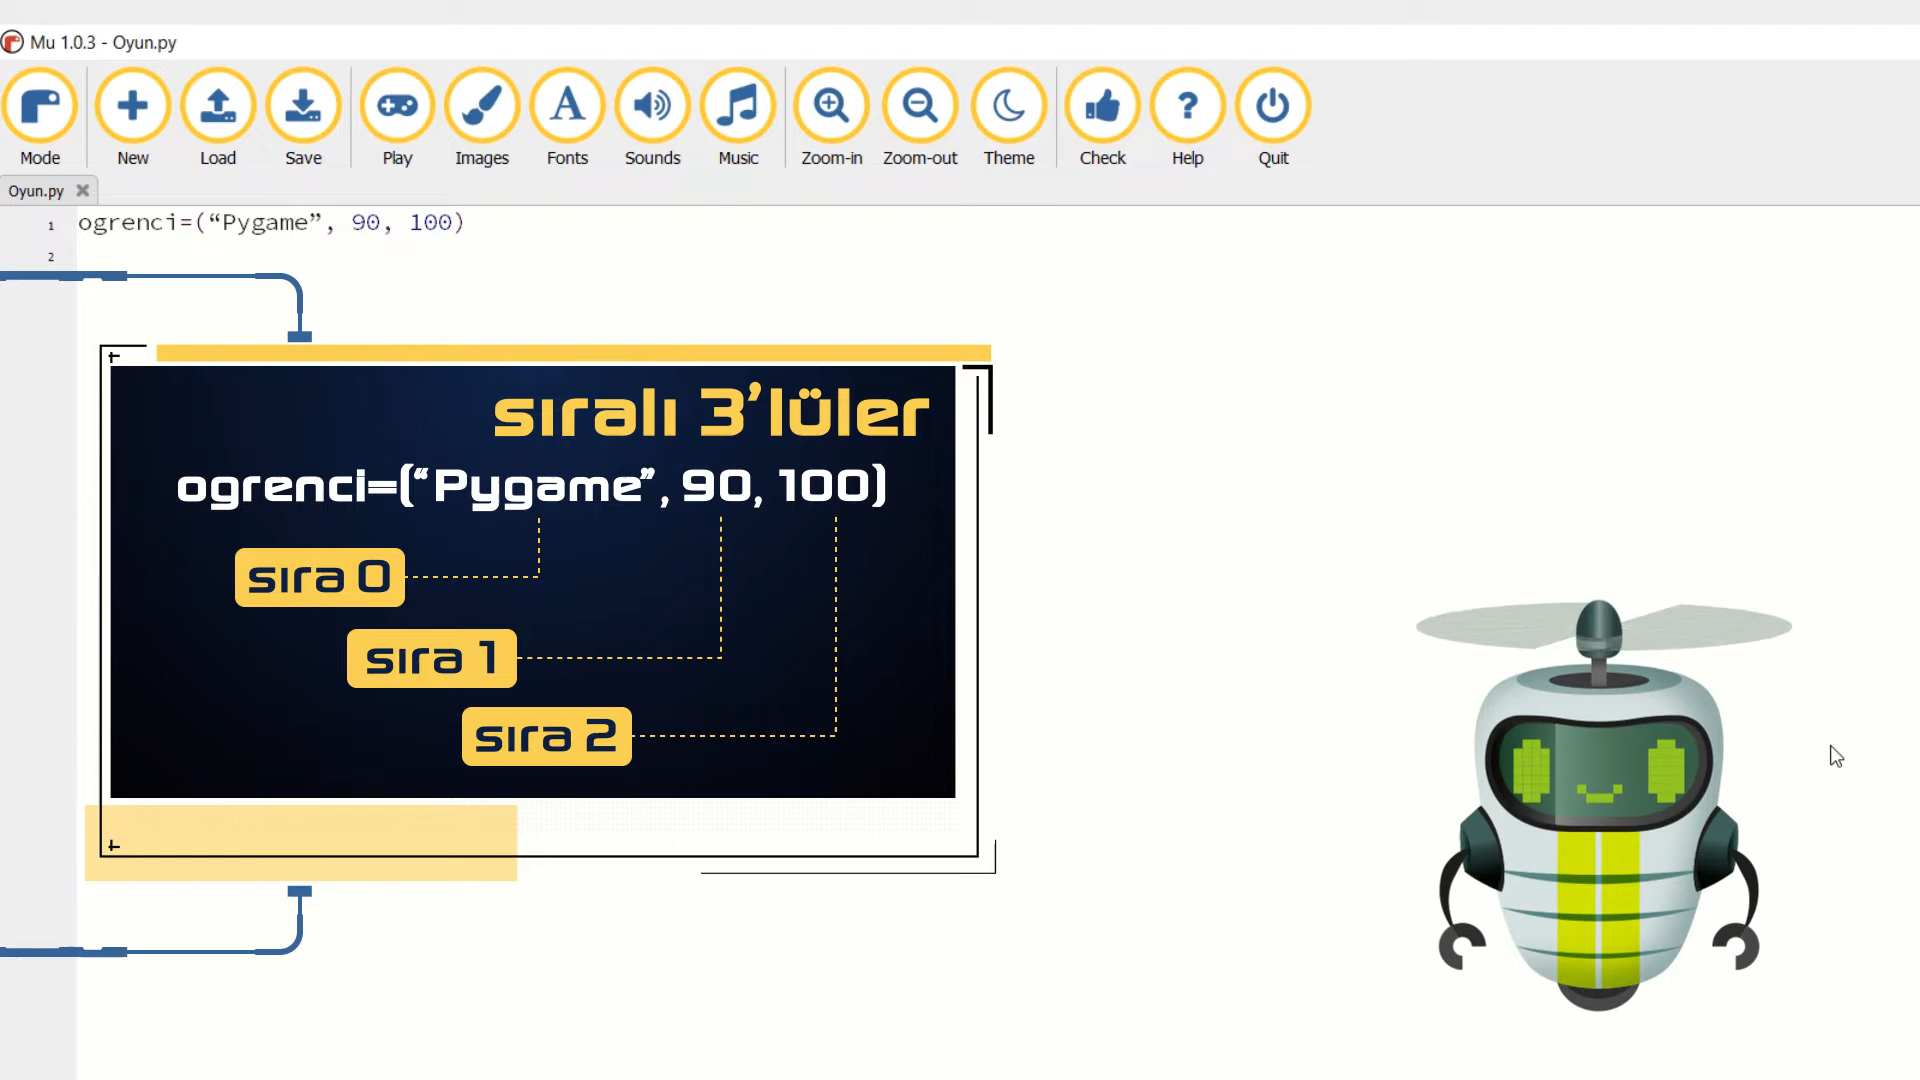 Mu 1.0.3 - Oyun.py
Mode New Load Save Play Images Fonts Sounds Music Zoom-in Zoom-out Theme Check Help Quit
Oyun.py
1 ogrenci=(“Pygame”, 90, 100)
2
sıralı 3’lüler
ogrenci=(“Pygame”, 90, 100)
sıra 0
sıra 1
sıra 2